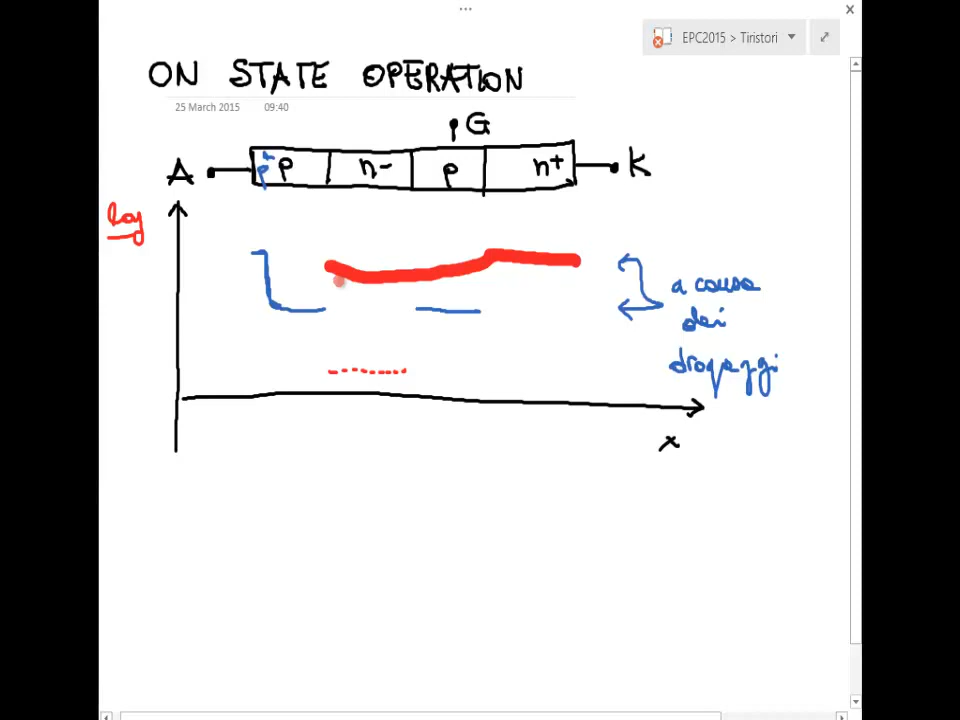 EPC2015 > Tiristori
ON STATE OPERATION
25 March 2015 09:40
G
A p+ p n- p n+ K
log
a causa
dei
drogaggi
x